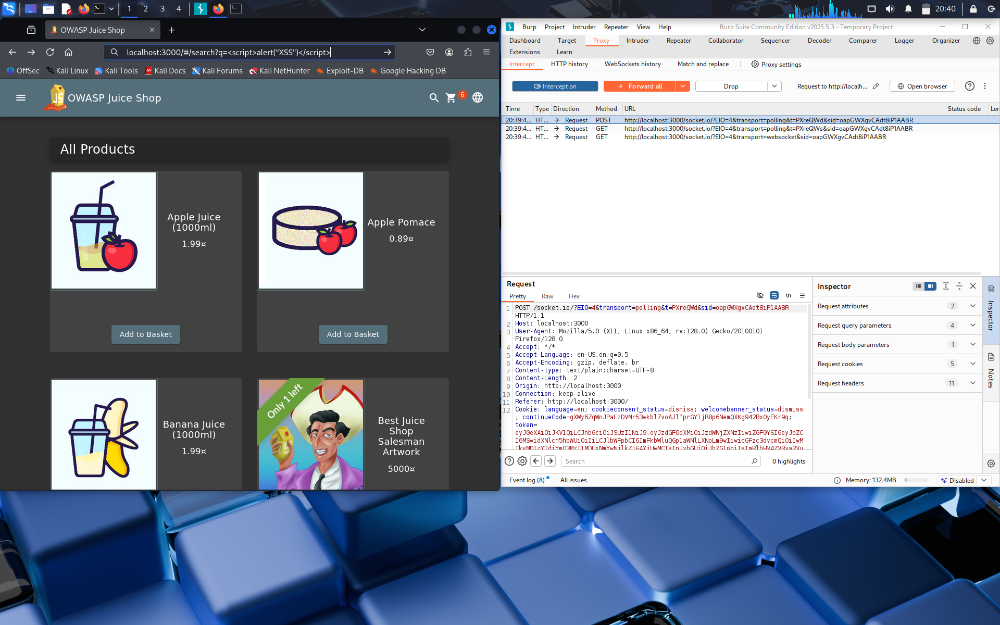 1 2 3 4 20:40
OWASP Juice Shop
localhost:3000/#/search?q=<script>alert("XSS")</script>
OffSec Kali Linux Kali Tools Kali Docs Kali Forums Kali NetHunter Exploit-DB Google Hacking DB
OWASP Juice Shop 6
All Products
Apple Juice
(1000ml)
1.99¤
Add to Basket
Apple Pomace
0.89¤
Add to Basket
Banana Juice
(1000ml)
1.99¤
Only 1 left
Best Juice
Shop
Salesman
Artwork
5000¤
Burp Project Intruder Repeater View Help Burp Suite Community Edition v2025.5.3 - Temporary Project
Dashboard Target Proxy Intruder Repeater Collaborator Sequencer Decoder Comparer Logger Organizer
Extensions Learn
Intercept HTTP history WebSockets history Match and replace Proxy settings
Intercept on Forward all Drop Request to http://localh... Open browser
Time Type Direction Method URL Status code Len
20:39:4... HT... → Request POST http://localhost:3000/socket.io/?EIO=4&transport=polling&t=PXreQWd&sid=oapGWXgvCAdt8iP1AABR
20:39:4... HT... → Request GET http://localhost:3000/socket.io/?EIO=4&transport=polling&t=PXreQWs&sid=oapGWXgvCAdt8iP1AABR
20:39:4... HT... → Request GET http://localhost:3000/socket.io/?EIO=4&transport=websocket&sid=oapGWXgvCAdt8iP1AABR
Request
Pretty Raw Hex \n
1 POST /socket.io/?EIO=4&transport=polling&t=PXreQWd&sid=oapGWXgvCAdt8iP1AABR
HTTP/1.1
2 Host: localhost:3000
3 User-Agent: Mozilla/5.0 (X11; Linux x86_64; rv:128.0) Gecko/20100101
Firefox/128.0
4 Accept: */*
5 Accept-Language: en-US,en;q=0.5
6 Accept-Encoding: gzip, deflate, br
7 Content-type: text/plain;charset=UTF-8
8 Content-Length: 2
9 Origin: http://localhost:3000
10 Connection: keep-alive
11 Referer: http://localhost:3000/
12 Cookie: language=en; cookieconsent_status=dismiss; welcomebanner_status=dismiss
; continueCode=gXWy6ZqWnJPaLzDVMr53wkbl7voAJlfprGY1jR8p6NemQXKg942BxOyEKr9q;
token=
eyJ0eXAiOiJKV1QiLCJhbGciOiJSUzI1NiJ9.eyJzdGF0dXMiOiJzdWNjZXNzIiwiZGF0YSI6eyJpZC
I6MSwidXNlcm5hbWUiOiIiLCJlbWFpbCI6ImFkbWluQGp1aWNlLXNoLm9wIiwicGFzc3dvcmQiOiIwM
Search 0 highlights
Inspector
Request attributes 2
Request query parameters 4
Request body parameters 1
Request cookies 5
Request headers 11
Inspector
Notes
Event log (8) All issues Memory: 132.4MB Disabled